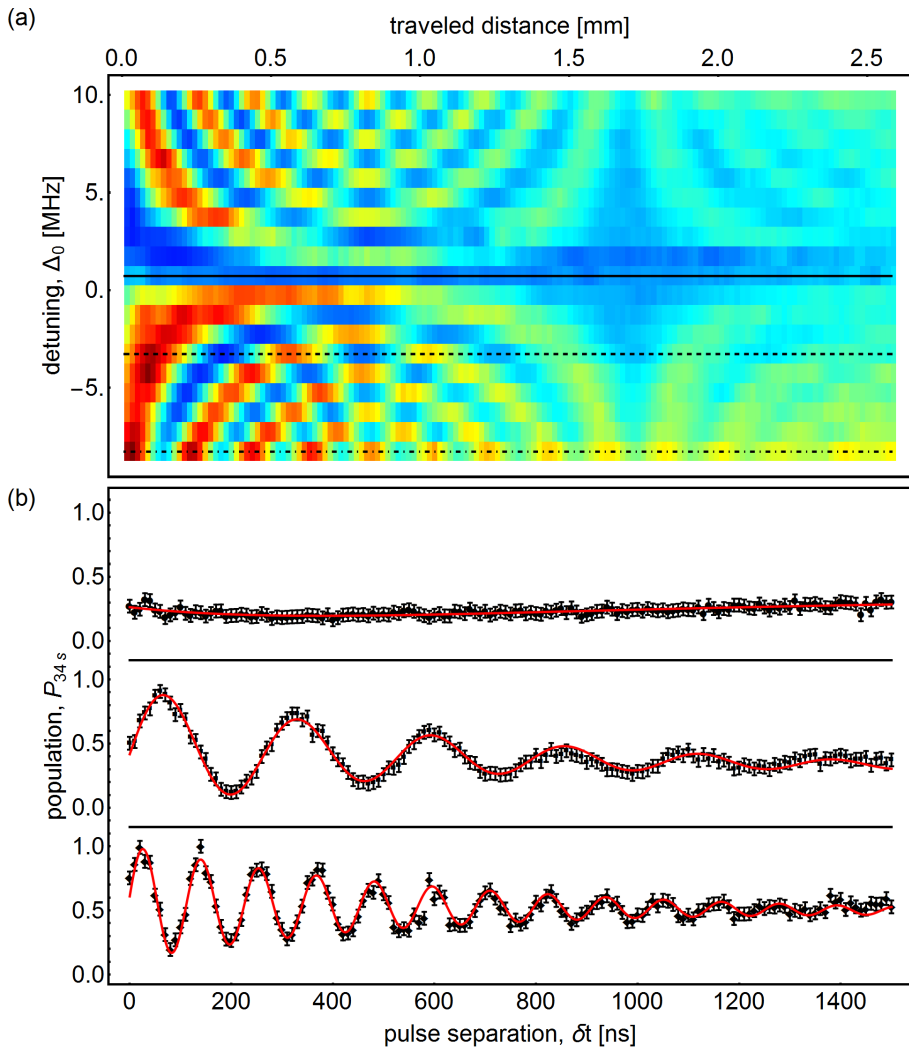 (a)
traveled distance [mm]
0.0 0.5 1.0 1.5 2.0 2.5
detuning, Δ₀ [MHz]
10.
5.
0.
−5.
(b)
population, P₃₄ ₛ
1.0
0.5
0.0
1.0
0.5
0.0
1.0
0.5
0.0
0 200 400 600 800 1000 1200 1400
pulse separation, δt [ns]